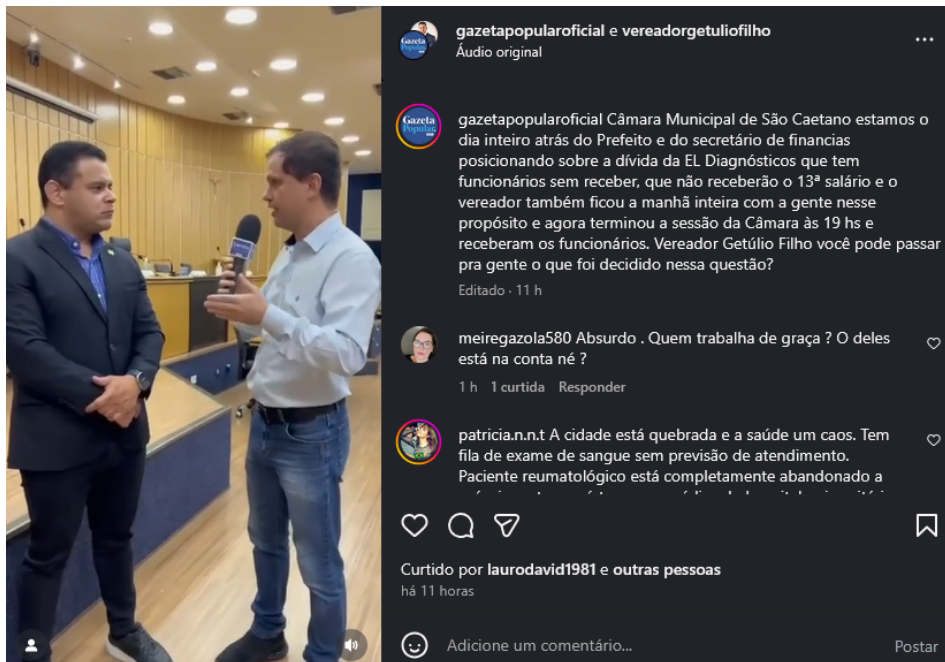 gazetapopularoficial e vereadorgetuliofilho
Áudio original
Gazeta
Popular
gazetapopularoficial Câmara Municipal de São Caetano estamos o
dia inteiro atrás do Prefeito e do secretário de financias
posicionando sobre a dívida da EL Diagnósticos que tem
funcionários sem receber, que não receberão o 13ª salário e o
vereador também ficou a manhã inteira com a gente nesse
propósito e agora terminou a sessão da Câmara às 19 hs e
receberam os funcionários. Vereador Getúlio Filho você pode passar
pra gente o que foi decidido nessa questão?
Editado · 11 h
meiregazola580 Absurdo . Quem trabalha de graça ? O deles
está na conta né ?
1 h 1 curtida Responder
patricia.n.n.t A cidade está quebrada e a saúde um caos. Tem
fila de exame de sangue sem previsão de atendimento.
Paciente reumatológico está completamente abandonado a
Curtido por laurodavid1981 e outras pessoas
há 11 horas
Adicione um comentário...
Postar